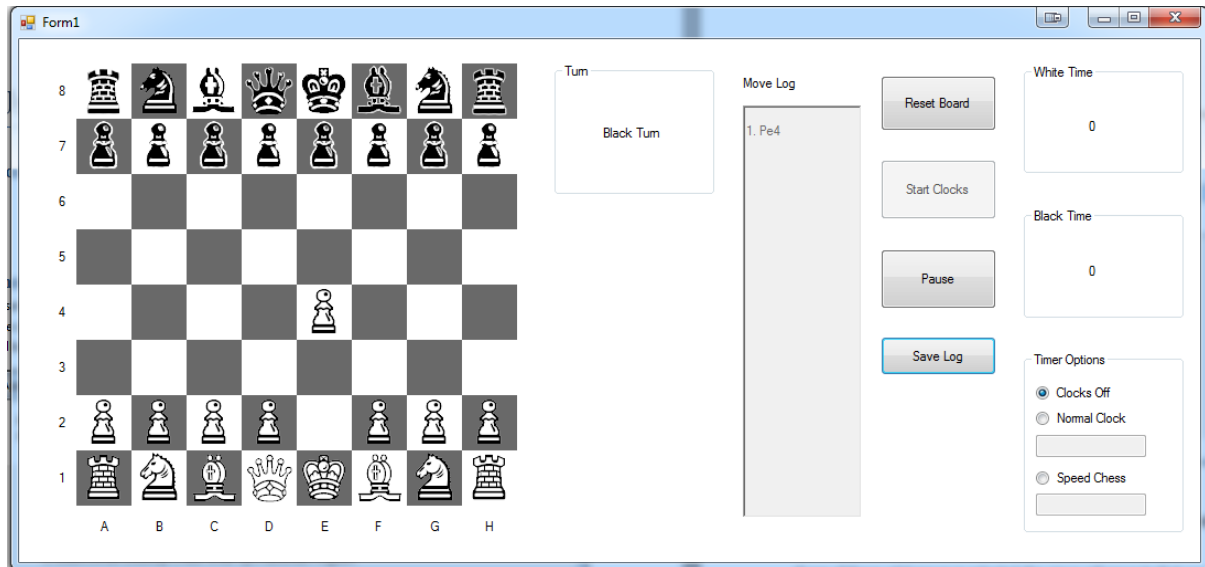 Form1
8
7
6
5
4
3
2
1
A B C D E F G H
Turn
Black Turn
Move Log
1. Pe4
Reset Board
Start Clocks
Pause
Save Log
White Time
0
Black Time
0
Timer Options
Clocks Off
Normal Clock
Speed Chess